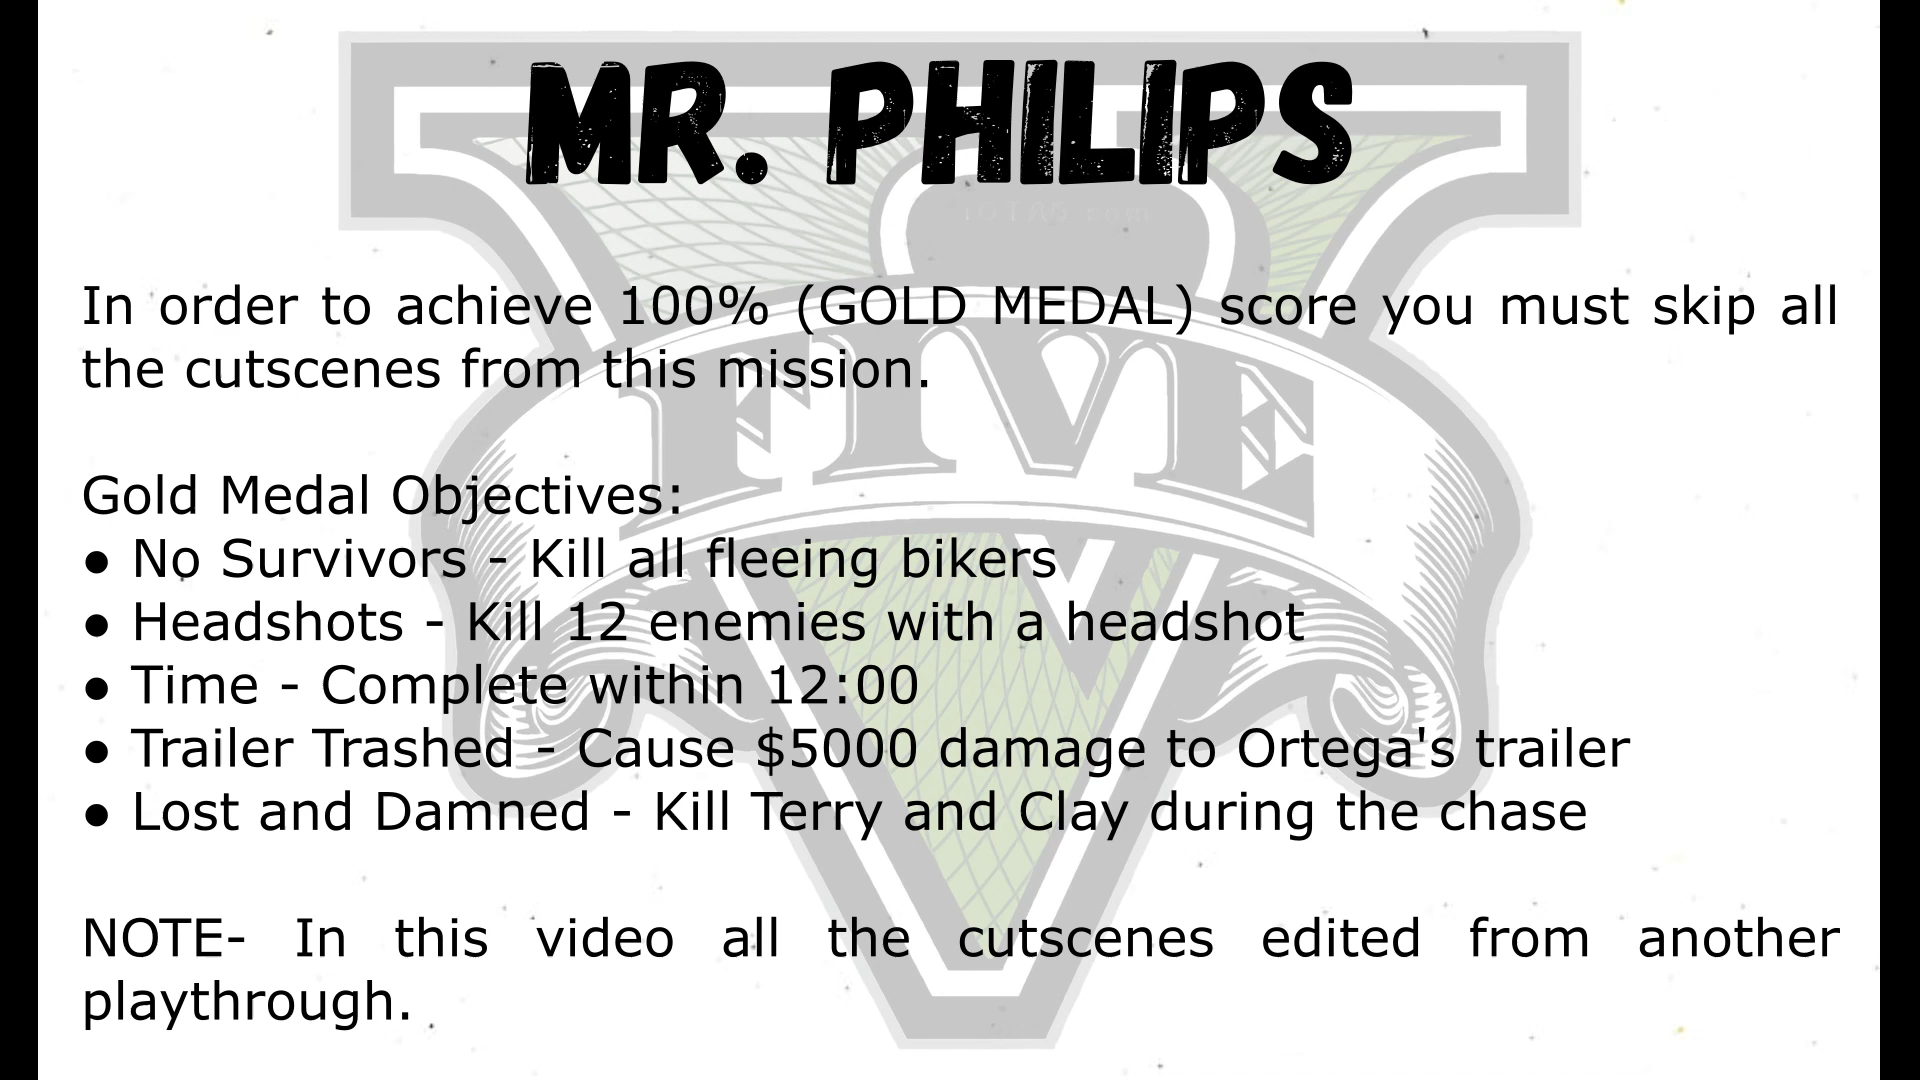 MR. PHILIPS
iGTA5.com
In order to achieve 100% (GOLD MEDAL) score you must skip all
the cutscenes from this mission.
FIVE
Gold Medal Objectives:
● No Survivors - Kill all fleeing bikers
● Headshots - Kill 12 enemies with a headshot
● Time - Complete within 12:00
● Trailer Trashed - Cause $5000 damage to Ortega's trailer
● Lost and Damned - Kill Terry and Clay during the chase
NOTE- In this video all the cutscenes edited from another
playthrough.